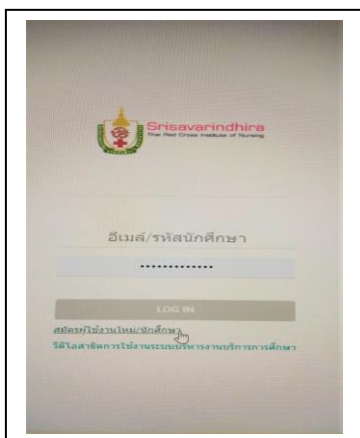 Srisavarindhira
Thai Red Cross Institute of Nursing
อีเมล์/รหัสนักศึกษา
•••••••••••••
LOG IN
สมัครผู้ใช้งานใหม่/นักศึกษา
วีดีโอสาธิตการใช้งานระบบบริหารงานบริการการศึกษา